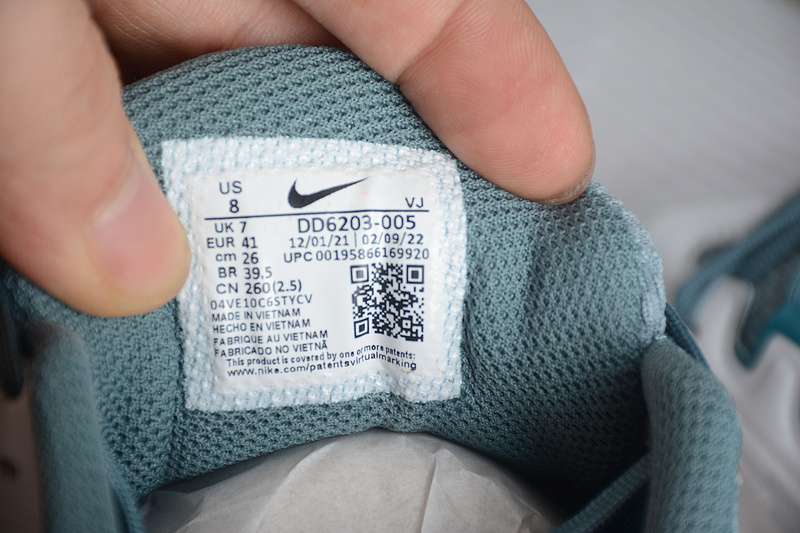 US
8 VJ
UK 7 DD6203-005
EUR 41 12/01/21 | 02/09/22
cm 26 UPC 00195866169920
BR 39.5
CN 260(2.5)
04VE10C6STYCV
MADE IN VIETNAM
HECHO EN VIETNAM
FABRIQUE AU VIETNAM
FABRICADO NO VIETNÃ
This product is covered by one or more patents:
www.nike.com/patentsvirtualmarking